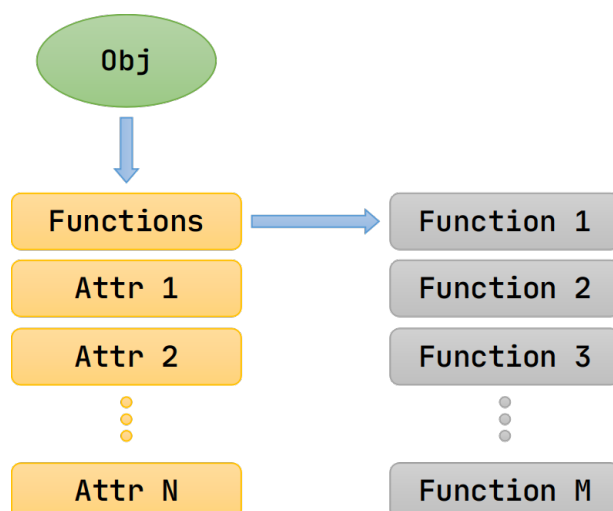 Obj
Functions
Attr 1
Attr 2
Attr N
Function 1
Function 2
Function 3
Function M